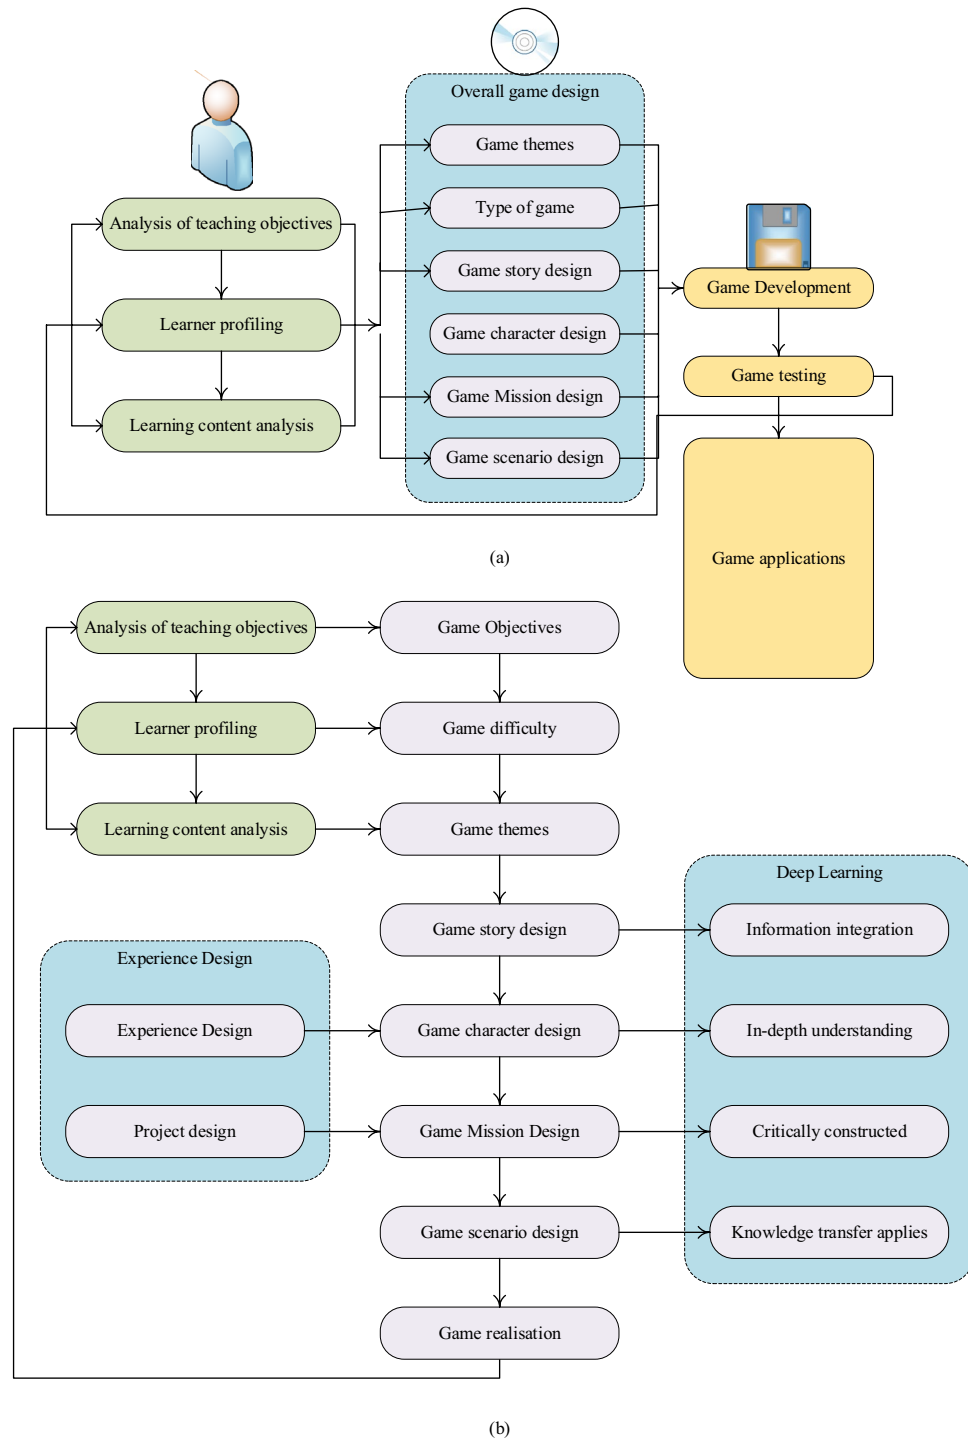 Overall game design
Game themes
Type of game
Game story design
Game character design
Game Mission design
Game scenario design
Analysis of teaching objectives
Learner profiling
Learning content analysis
Game Development
Game testing
Game applications
(a)
Analysis of teaching objectives
Learner profiling
Learning content analysis
Game Objectives
Game difficulty
Game themes
Game story design
Game character design
Game Mission Design
Game scenario design
Game realisation
Experience Design
Experience Design
Project design
Deep Learning
Information integration
In-depth understanding
Critically constructed
Knowledge transfer applies
(b)